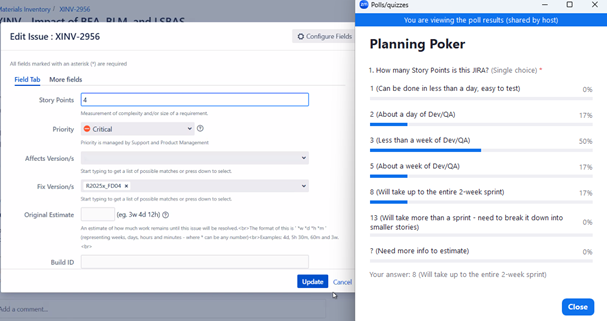 Materials Inventory / XINV-2956
XINV - Impact of BEA, BLM, and LSBAS
Edit Issue : XINV-2956
Configure Fields
All fields marked with an asterisk (*) are required
Field Tab More fields
Story Points 4
Measurement of complexity and/or size of a requirement.
Priority Critical
Priority is managed by Support and Product Management
Affects Version/s
Start typing to get a list of possible matches or press down to select.
Fix Version/s R2025x_FD04 ×
Start typing to get a list of possible matches or press down to select.
Original Estimate (eg. 3w 4d 12h)
An estimate of how much work remains until this issue will be resolved.<br>The format of this is ' *w *d *h *m '
(representing weeks, days, hours and minutes - where * can be any number)<br>Examples: 4d, 5h 30m, 60m and 3w.
<br>
Build ID
Update Cancel
Add a comment...
Polls/quizzes
You are viewing the poll results (shared by host)
Planning Poker
1. How many Story Points is this JIRA? (Single choice) *
1 (Can be done in less than a day, easy to test) 0%
2 (About a day of Dev/QA) 17%
3 (Less than a week of Dev/QA) 50%
5 (About a week of Dev/QA) 17%
8 (Will take up to the entire 2-week sprint) 17%
13 (Will take more than a sprint - need to break it down into
smaller stories) 0%
? (Need more info to estimate) 0%
Your answer: 8 (Will take up to the entire 2-week sprint)
Close